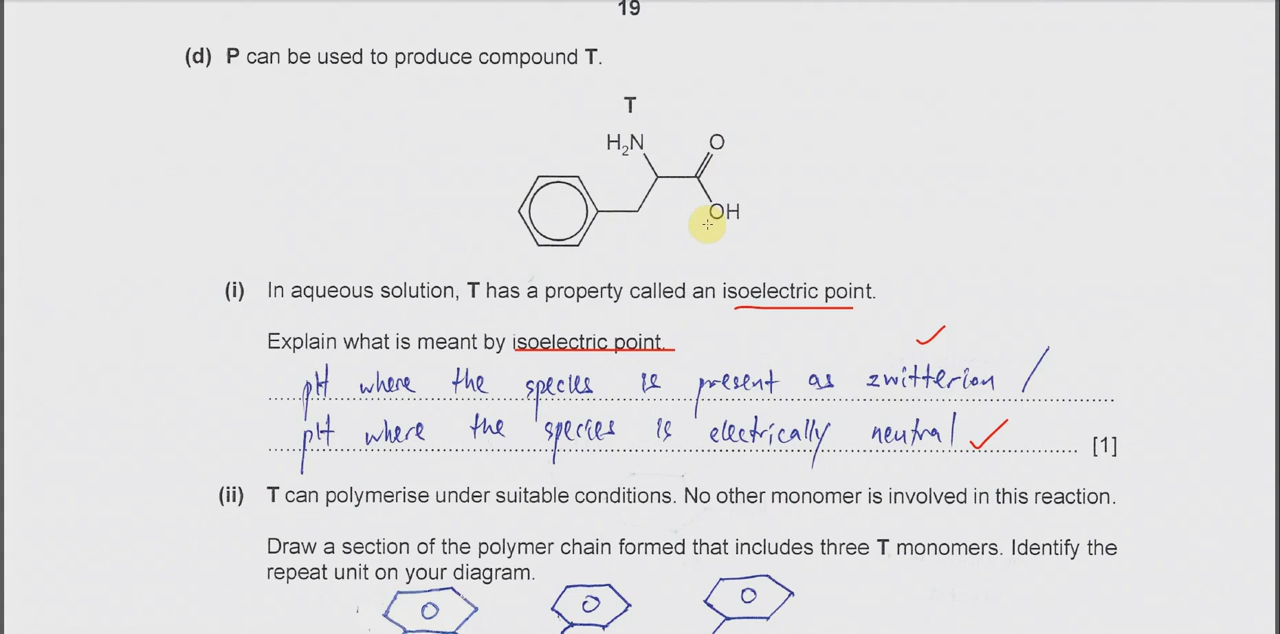 19
(d) P can be used to produce compound T.
T
H₂N
O
OH
(i) In aqueous solution, T has a property called an isoelectric point.
Explain what is meant by isoelectric point.
pH where the species is present as zwitterion /
pH where the species is electrically neutral [1]
(ii) T can polymerise under suitable conditions. No other monomer is involved in this reaction.
Draw a section of the polymer chain formed that includes three T monomers. Identify the
repeat unit on your diagram.